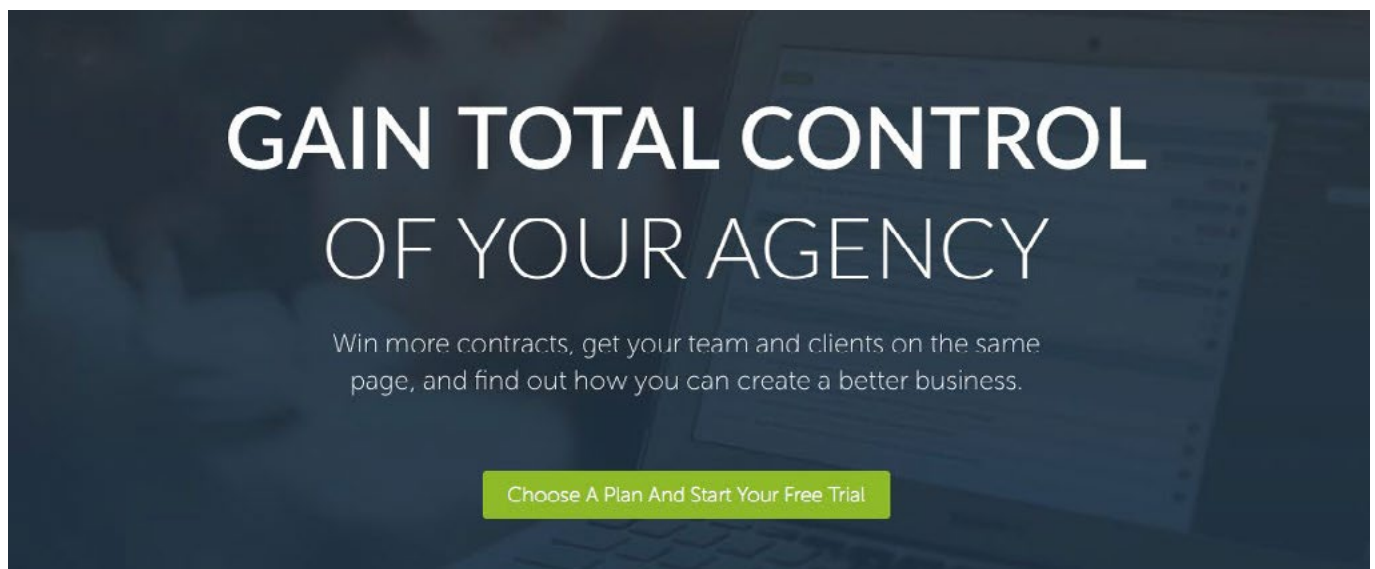 GAIN TOTAL CONTROL
OF YOUR AGENCY
Win more contracts, get your team and clients on the same
page, and find out how you can create a better business.
Choose A Plan And Start Your Free Trial